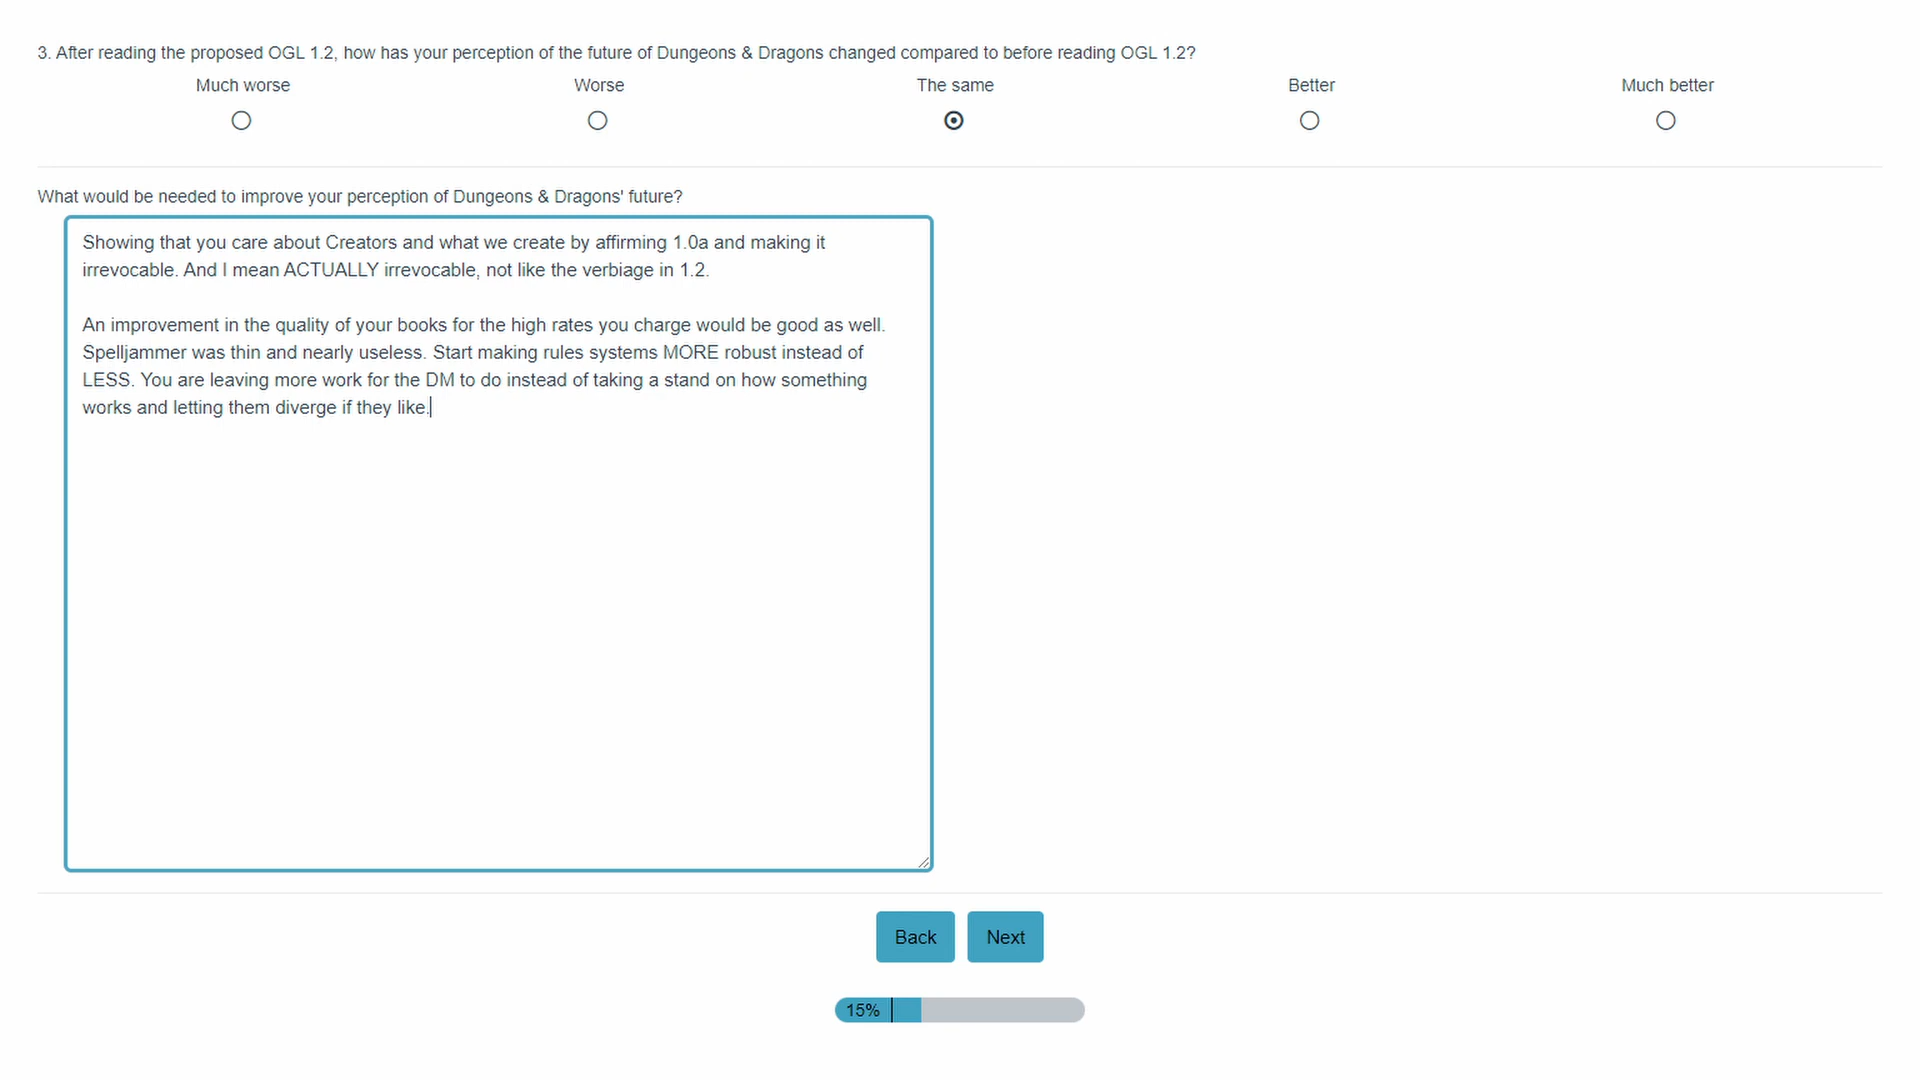 3. After reading the proposed OGL 1.2, how has your perception of the future of Dungeons & Dragons changed compared to before reading OGL 1.2?
Much worse Worse The same Better Much better
What would be needed to improve your perception of Dungeons & Dragons' future?
Showing that you care about Creators and what we create by affirming 1.0a and making it
irrevocable. And I mean ACTUALLY irrevocable, not like the verbiage in 1.2.
An improvement in the quality of your books for the high rates you charge would be good as well.
Spelljammer was thin and nearly useless. Start making rules systems MORE robust instead of
LESS. You are leaving more work for the DM to do instead of taking a stand on how something
works and letting them diverge if they like.
Back Next
15%